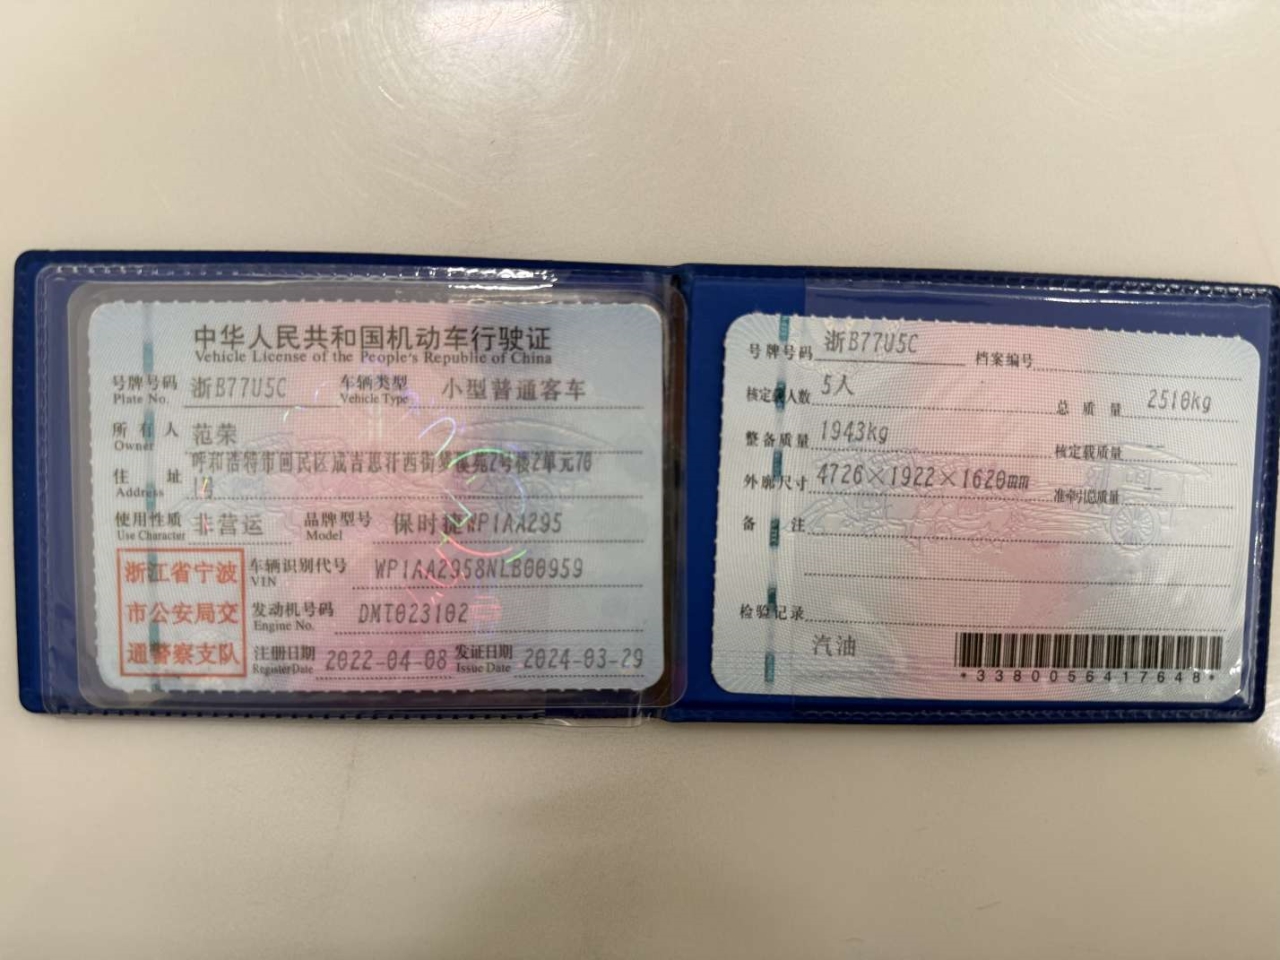 中华人民共和国机动车行驶证
Vehicle License of the People's Republic of China
号牌号码 浙B77U5C 车辆类型 小型普通客车
Plate No. Vehicle Type
所有人 范荣
Owner
住址 呼和浩特市回民区成吉思汗西街 2号楼2单元70
Address
使用性质 非营运 品牌型号 保时捷WP1AA295
Use Character Model
浙江省宁波
市公安局交
通警察支队
车辆识别代号 WP1AA2958NLB00959
VIN
发动机号码 DMT023102
Engine No.
注册日期 2022-04-08 发证日期 2024-03-29
Register Date Issue Date
号牌号码 浙B77U5C 档案编号
核定载人数 5人 总质量 2510kg
整备质量 1943kg 核定载质量 --
外廓尺寸 4726×1922×1620mm 准牵引总质量 --
备注
检验记录
汽油
*3380056417648*